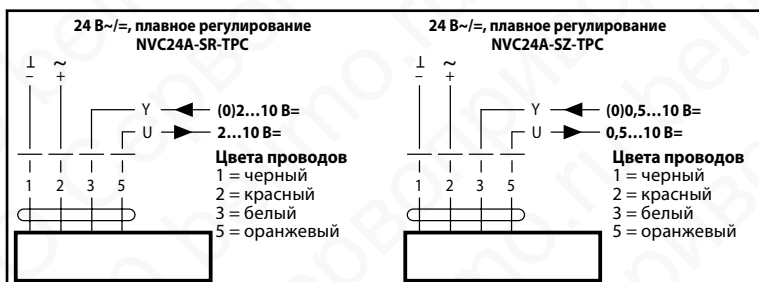 24 В~/=, плавное регулирование
NVC24A-SR-TPC
⊥ ~
– +
Y (0)2…10 В=
U 2…10 В=
1 2 3 5
Цвета проводов
1 = черный
2 = красный
3 = белый
5 = оранжевый
24 В~/=, плавное регулирование
NVC24A-SZ-TPC
⊥ ~
– +
Y (0)0,5…10 В=
U 0,5…10 В=
1 2 3 5
Цвета проводов
1 = черный
2 = красный
3 = белый
5 = оранжевый